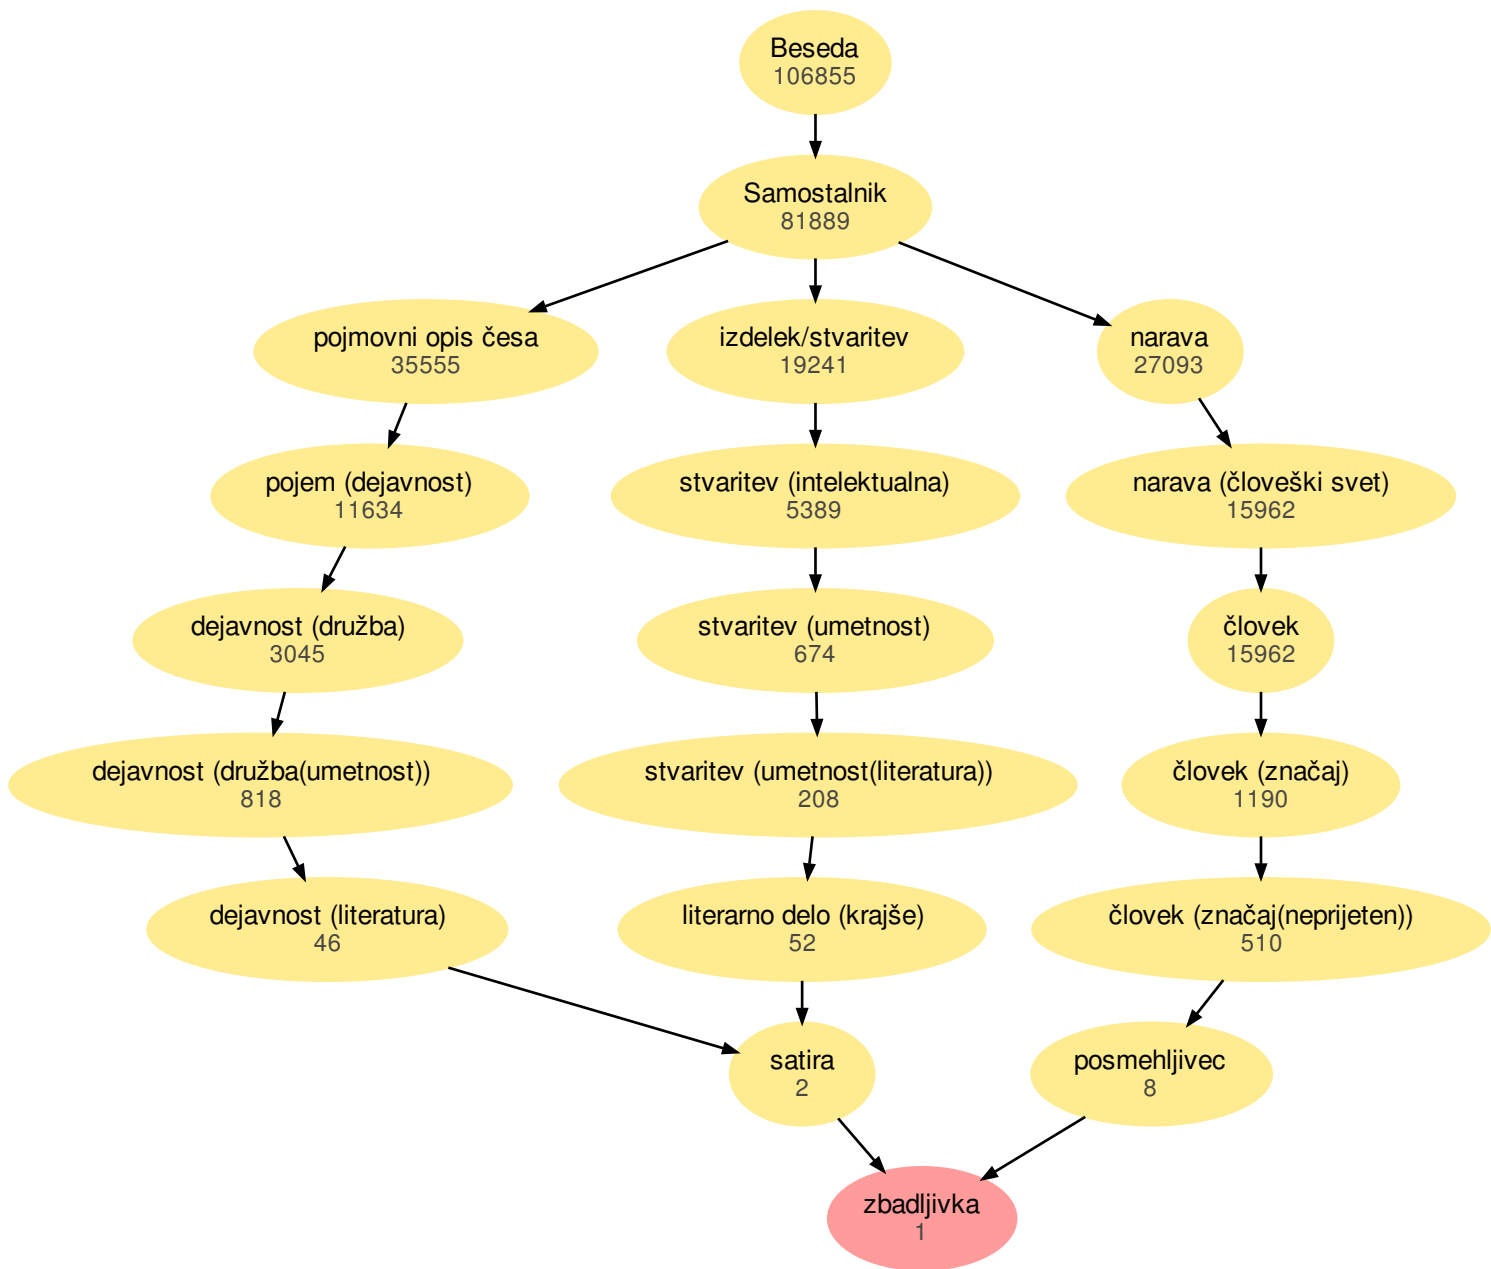 Beseda
106855
Samostalnik
81889
pojmovni opis česa
35555
izdelek/stvaritev
19241
narava
27093
pojem (dejavnost)
11634
stvaritev (intelektualna)
5389
narava (človeški svet)
15962
dejavnost (družba)
3045
stvaritev (umetnost)
674
človek
15962
dejavnost (družba(umetnost))
818
stvaritev (umetnost(literatura))
208
človek (značaj)
1190
dejavnost (literatura)
46
literarno delo (krajše)
52
človek (značaj(neprijeten))
510
satira
2
posmehljivec
8
zbadljivka
1